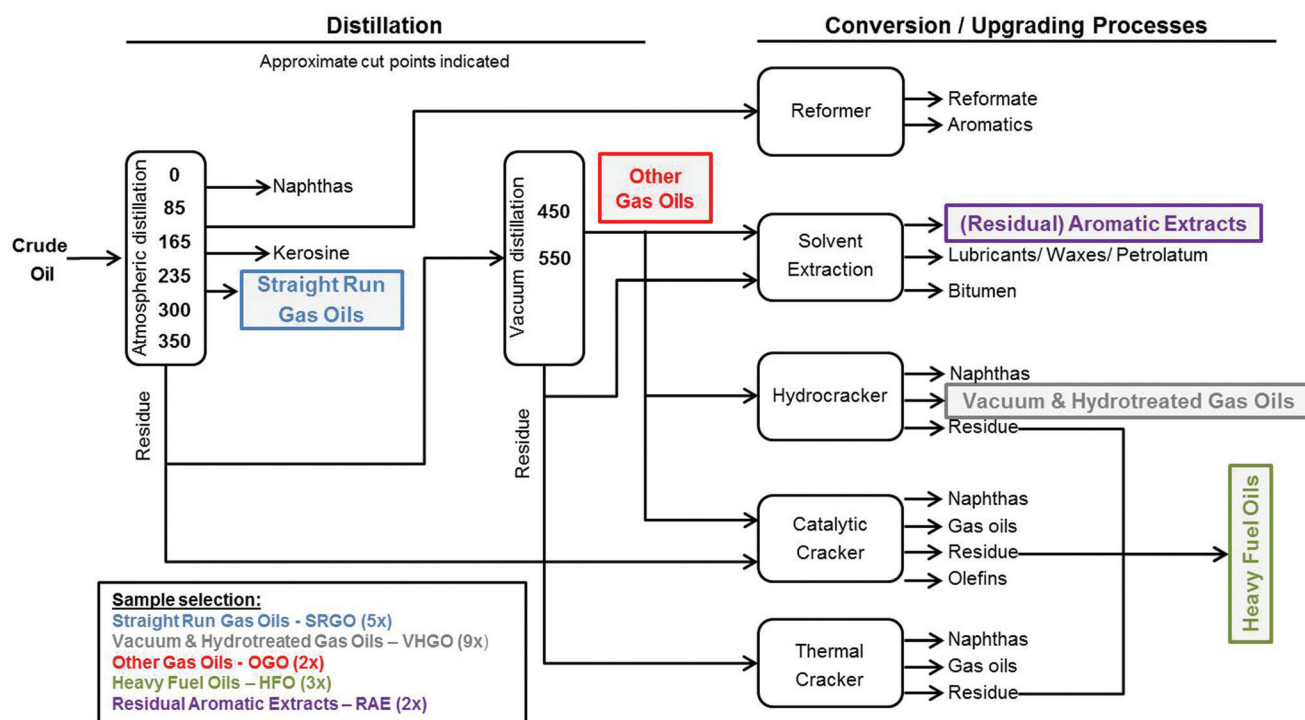 Distillation
Approximate cut points indicated
Conversion / Upgrading Processes
Crude
Oil
Atmospheric distillation
0
85
165
235
300
350
Naphthas
Kerosine
Straight Run
Gas Oils
Residue
Vacuum distillation
450
550
Other
Gas Oils
Residue
Reformer
Reformate
Aromatics
Solvent
Extraction
(Residual) Aromatic Extracts
Lubricants/ Waxes/ Petrolatum
Bitumen
Hydrocracker
Naphthas
Vacuum & Hydrotreated Gas Oils
Residue
Catalytic
Cracker
Naphthas
Gas oils
Residue
Olefins
Thermal
Cracker
Naphthas
Gas oils
Residue
Heavy Fuel Oils
Sample selection:
Straight Run Gas Oils - SRGO (5x)
Vacuum & Hydrotreated Gas Oils – VHGO (9x)
Other Gas Oils - OGO (2x)
Heavy Fuel Oils – HFO (3x)
Residual Aromatic Extracts – RAE (2x)